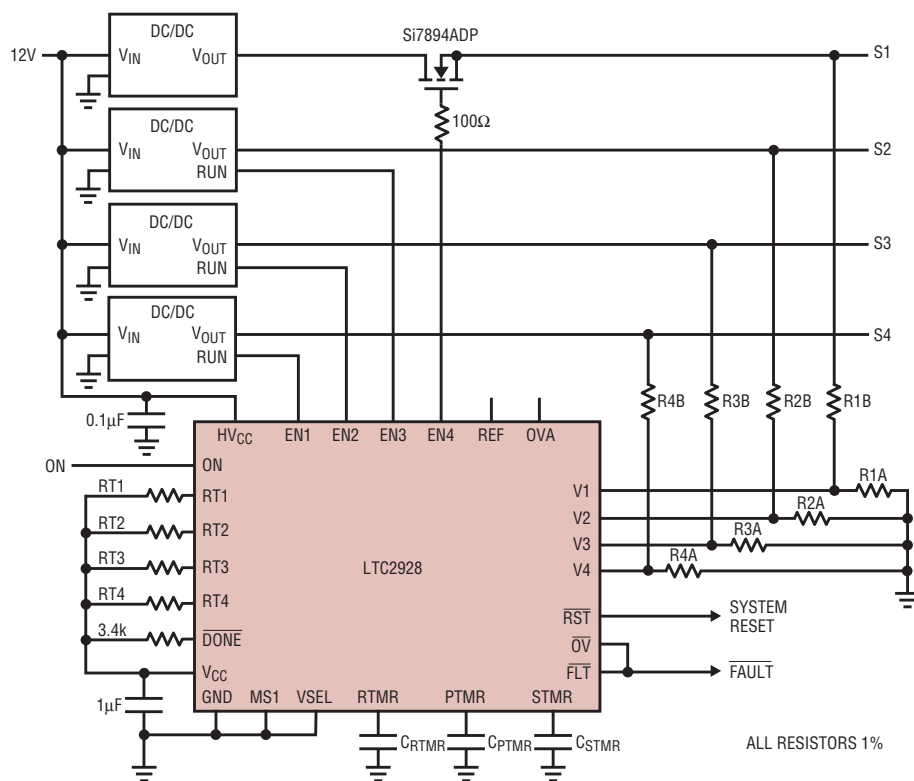 DC/DC
Si7894ADP
12V
VIN
VOUT
S1
100Ω
DC/DC
VIN
VOUT
S2
RUN
DC/DC
VIN
VOUT
S3
RUN
DC/DC
VIN
VOUT
S4
RUN
R4B
R3B
R2B
R1B
0.1µF
HVCC
EN1
EN2
EN3
EN4
REF
OVA
ON
ON
RT1
RT1
V1
R1A
RT2
RT2
V2
R2A
RT3
RT3
V3
R3A
LTC2928
V4
R4A
RT4
RT4
RST
SYSTEM
RESET
3.4k
DONE
OV
VCC
FLT
FAULT
1µF
GND
MS1
VSEL
RTMR
PTMR
STMR
CRTMR
CPTMR
CSTMR
ALL RESISTORS 1%